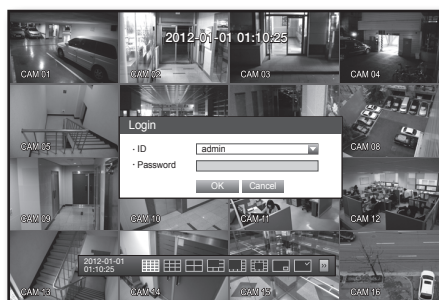 2012-01-01 01:10:25
CAM 01
CAM 02
CAM 03
CAM 04
Login
CAM 05
CAM 08
· ID
admin
· Password
OK
Cancel
CAM 09
CAM 10
CAM 11
CAM 12
2012-01-01
01:10:25
CAM 13
CAM 14
CAM 15
CAM 16